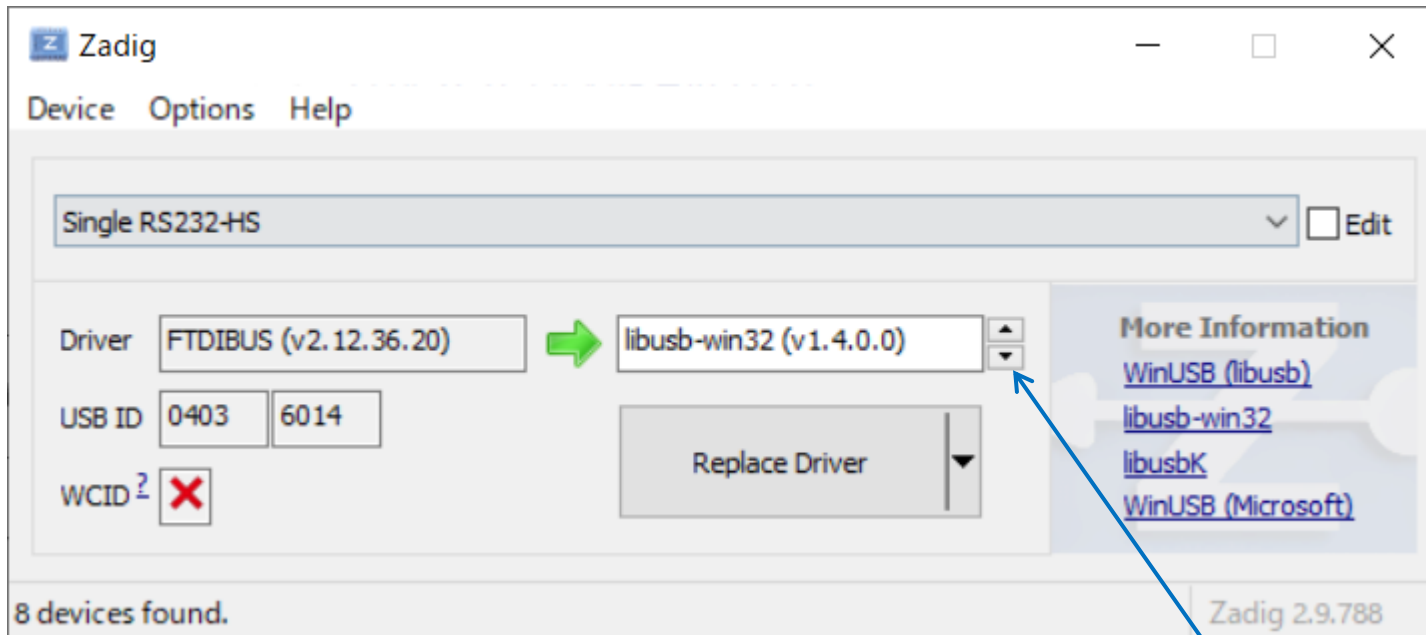 Zadig
Device Options Help
Single RS232-HS
Edit
Driver FTDIBUS (v2.12.36.20) libusb-win32 (v1.4.0.0)
USB ID 0403 6014
WCID ?
Replace Driver
More Information
WinUSB (libusb)
libusb-win32
libusbK
WinUSB (Microsoft)
8 devices found.
Zadig 2.9.788